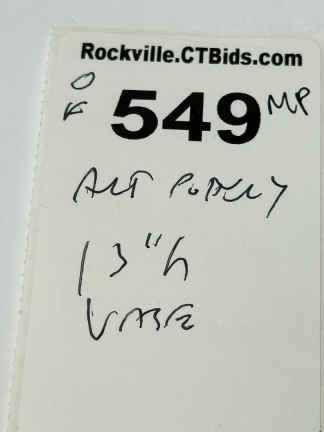 Rockville.CTBids.com
O
F
549 MP
ART POTTERY
13"h
VASE